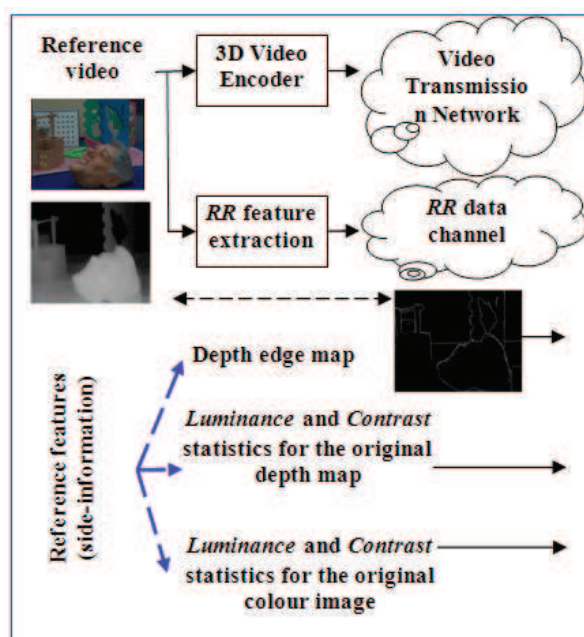 Reference
video
3D Video
Encoder
Video
Transmissio
n Network
RR feature
extraction
RR data
channel
Depth edge map
Reference features
(side-information)
Luminance and Contrast
statistics for the original
depth map
Luminance and Contrast
statistics for the original
colour image